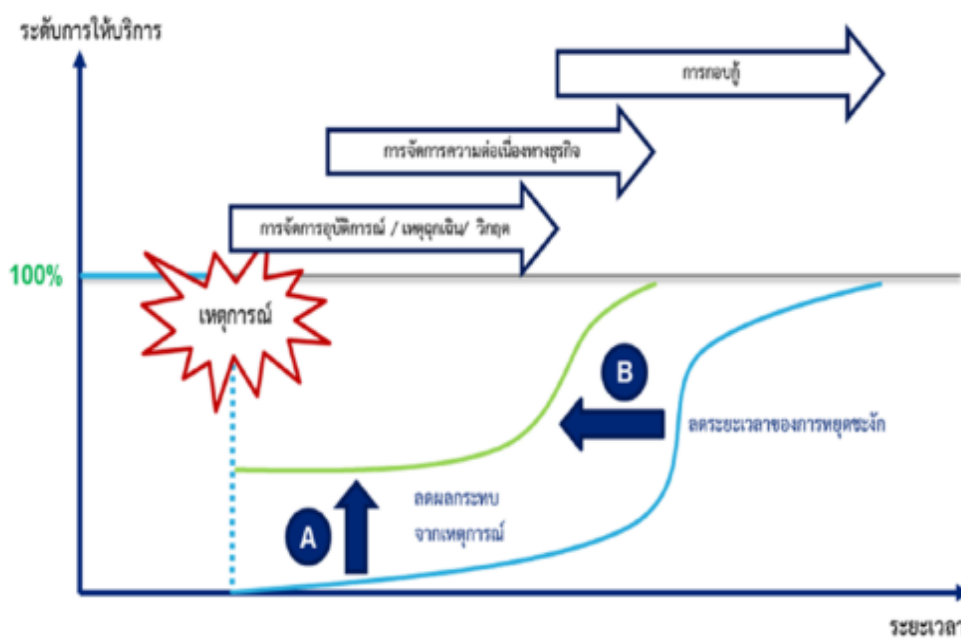 ระดับการให้บริการ
การกอบกู้
การจัดการความต่อเนื่องทางธุรกิจ
การจัดการอุบัติการณ์ / เหตุฉุกเฉิน/ วิกฤต
100%
เหตุการณ์
B
ลดระยะเวลาของการหยุดชะงัก
ลดผลกระทบ
A
จากเหตุการณ์
ระยะเวลา